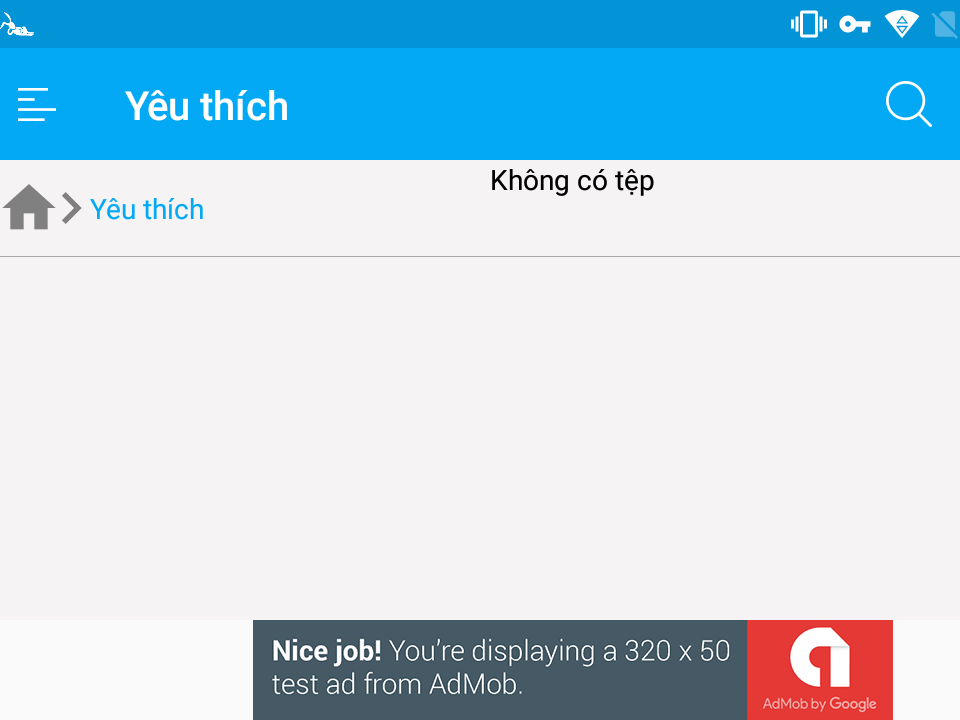 Yêu thích
Không có tệp
Yêu thích
Nice job! You're displaying a 320 x 50
test ad from AdMob.
AdMob by Google